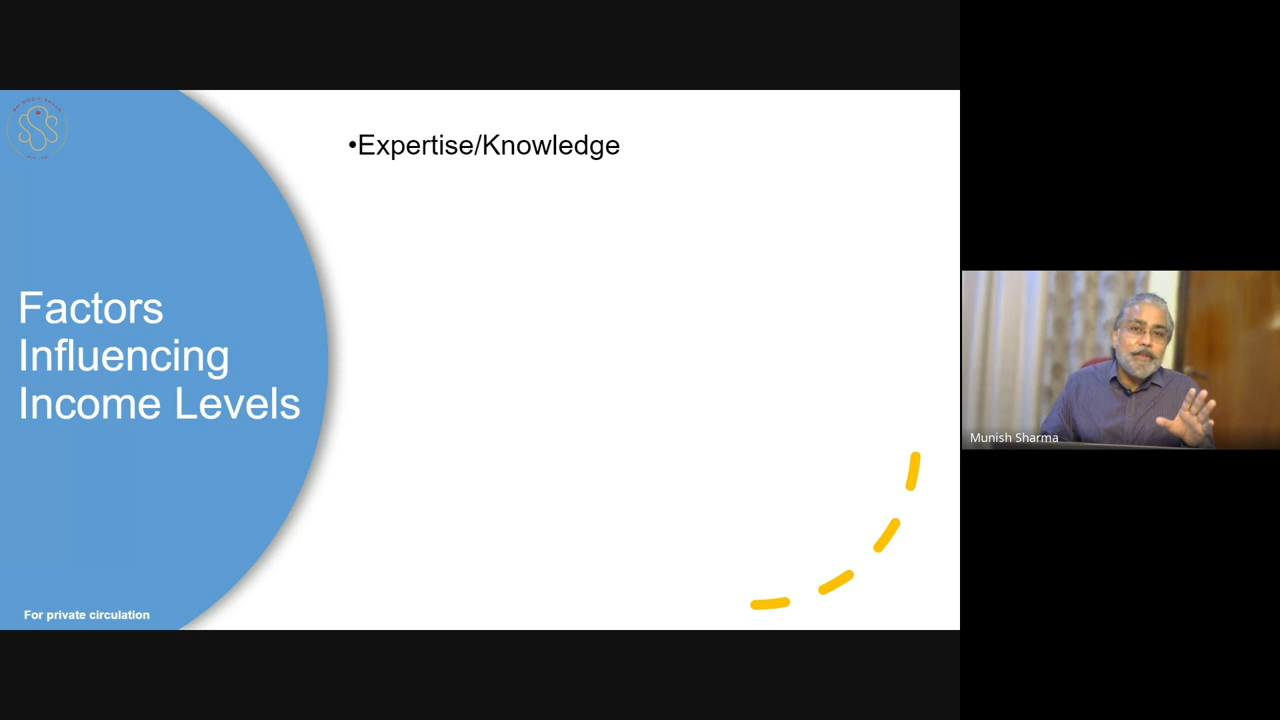 Factors
Influencing
Income Levels
•Expertise/Knowledge
For private circulation
Munish Sharma